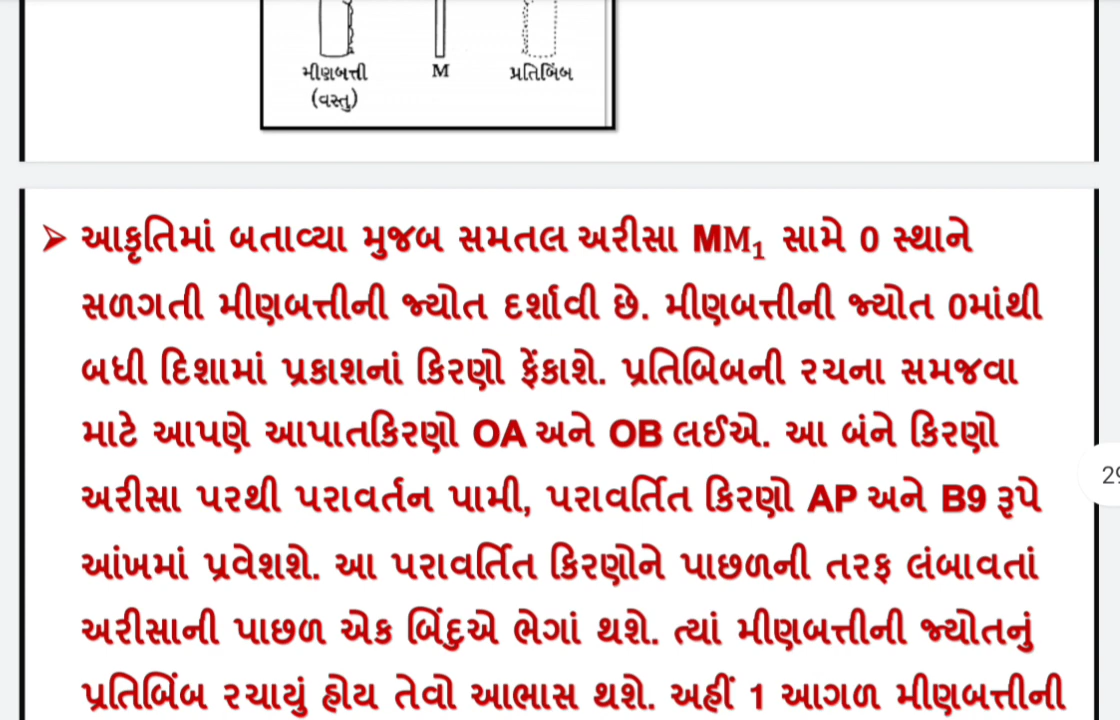 મીણબત્તી M પ્રતિબિંબ
(વસ્તુ)
➢ આકૃતિમાં બતાવ્યા મુજબ સમતલ અરીસા MM₁ સામે 0 સ્થાને
સળગતી મીણબત્તીની જ્યોત દર્શાવી છે. મીણબત્તીની જ્યોત 0માંથી
બધી દિશામાં પ્રકાશનાં કિરણો ફેંકાશે. પ્રતિબિબની રચના સમજવા
માટે આપણે આપાતકિરણો OA અને OB લઈએ. આ બંને કિરણો
અરીસા પરથી પરાવર્તન પામી, પરાવર્તિત કિરણો AP અને B9 રૂપે
આંખમાં પ્રવેશશે. આ પરાવર્તિત કિરણોને પાછળની તરફ લંબાવતાં
અરીસાની પાછળ એક બિંદુએ ભેગાં થશે. ત્યાં મીણબત્તીની જ્યોતનું
પ્રતિબિંબ રચાયું હોય તેવો આભાસ થશે. અહીં 1 આગળ મીણબત્તીની